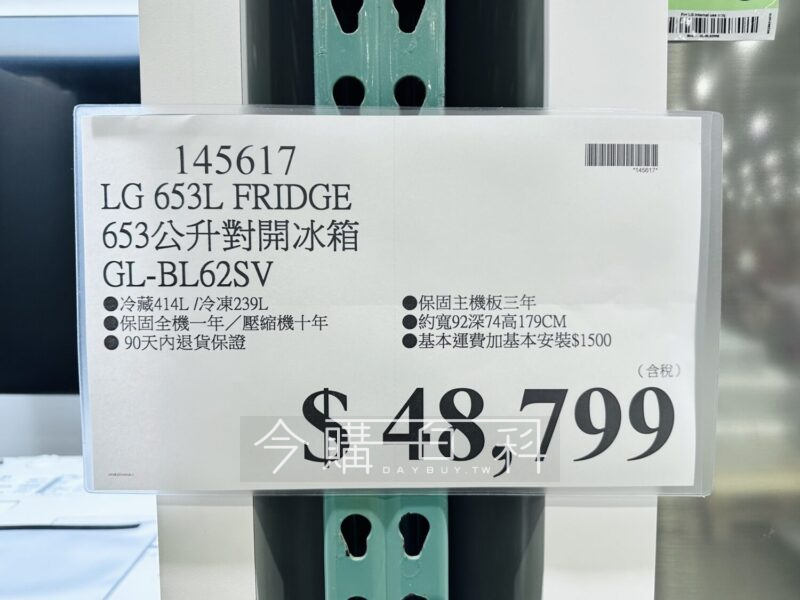 145617
LG 653L FRIDGE
653公升對開冰箱
GL-BL62SV
●冷藏414L /冷凍239L
●保固全機一年／壓縮機十年
●90天內退貨保證
●保固主機板三年
●約寬92深74高179CM
●基本運費加基本安裝$1500
*145617*
(含稅)
$ 48,799
今購百科
DAYBUY.TW